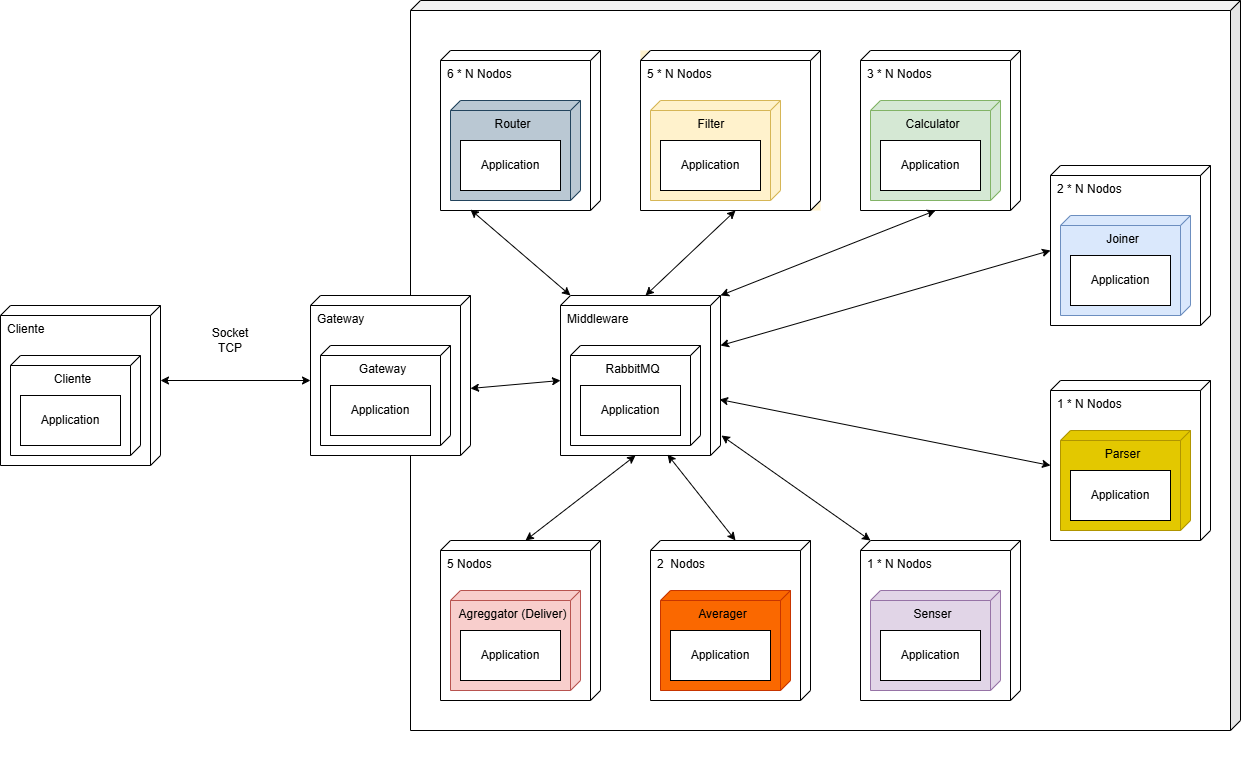 6 * N Nodos
Router
Application
5 * N Nodos
Filter
Application
3 * N Nodos
Calculator
Application
2 * N Nodos
Joiner
Application
Cliente
Cliente
Application
Socket
TCP
Gateway
Gateway
Application
Middleware
RabbitMQ
Application
1 * N Nodos
Parser
Application
5 Nodos
Agreggator (Deliver)
Application
2 Nodos
Averager
Application
1 * N Nodos
Senser
Application